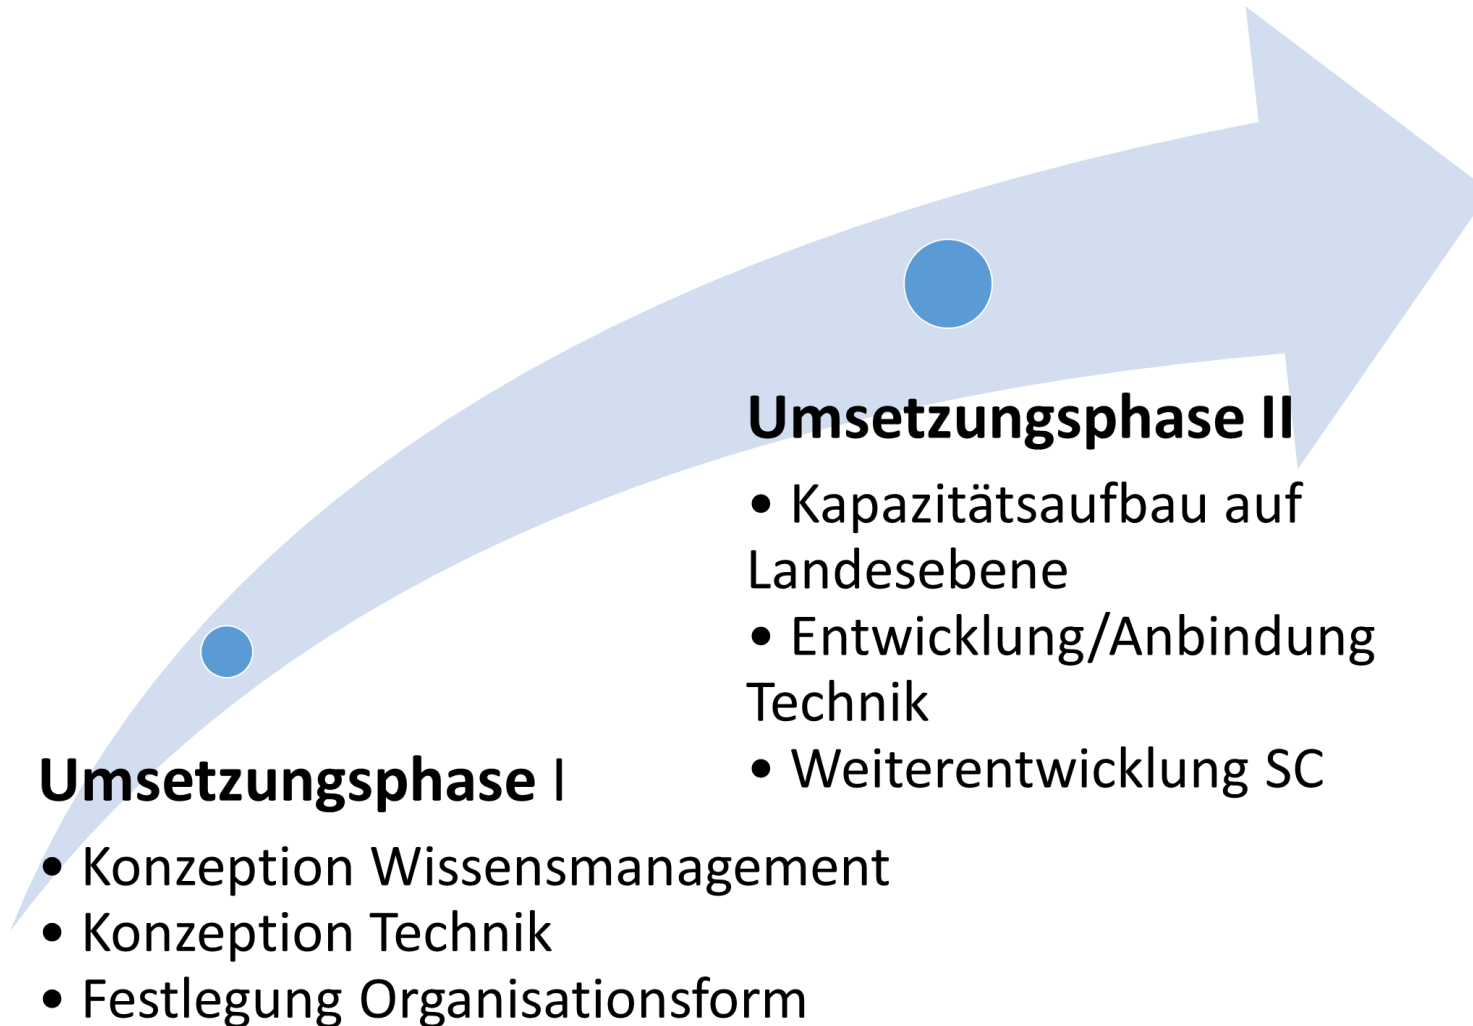 Umsetzungsphase I
• Konzeption Wissensmanagement
• Konzeption Technik
• Festlegung Organisationsform
Umsetzungsphase II
• Kapazitätsaufbau auf
Landesebene
• Entwicklung/Anbindung
Technik
• Weiterentwicklung SC